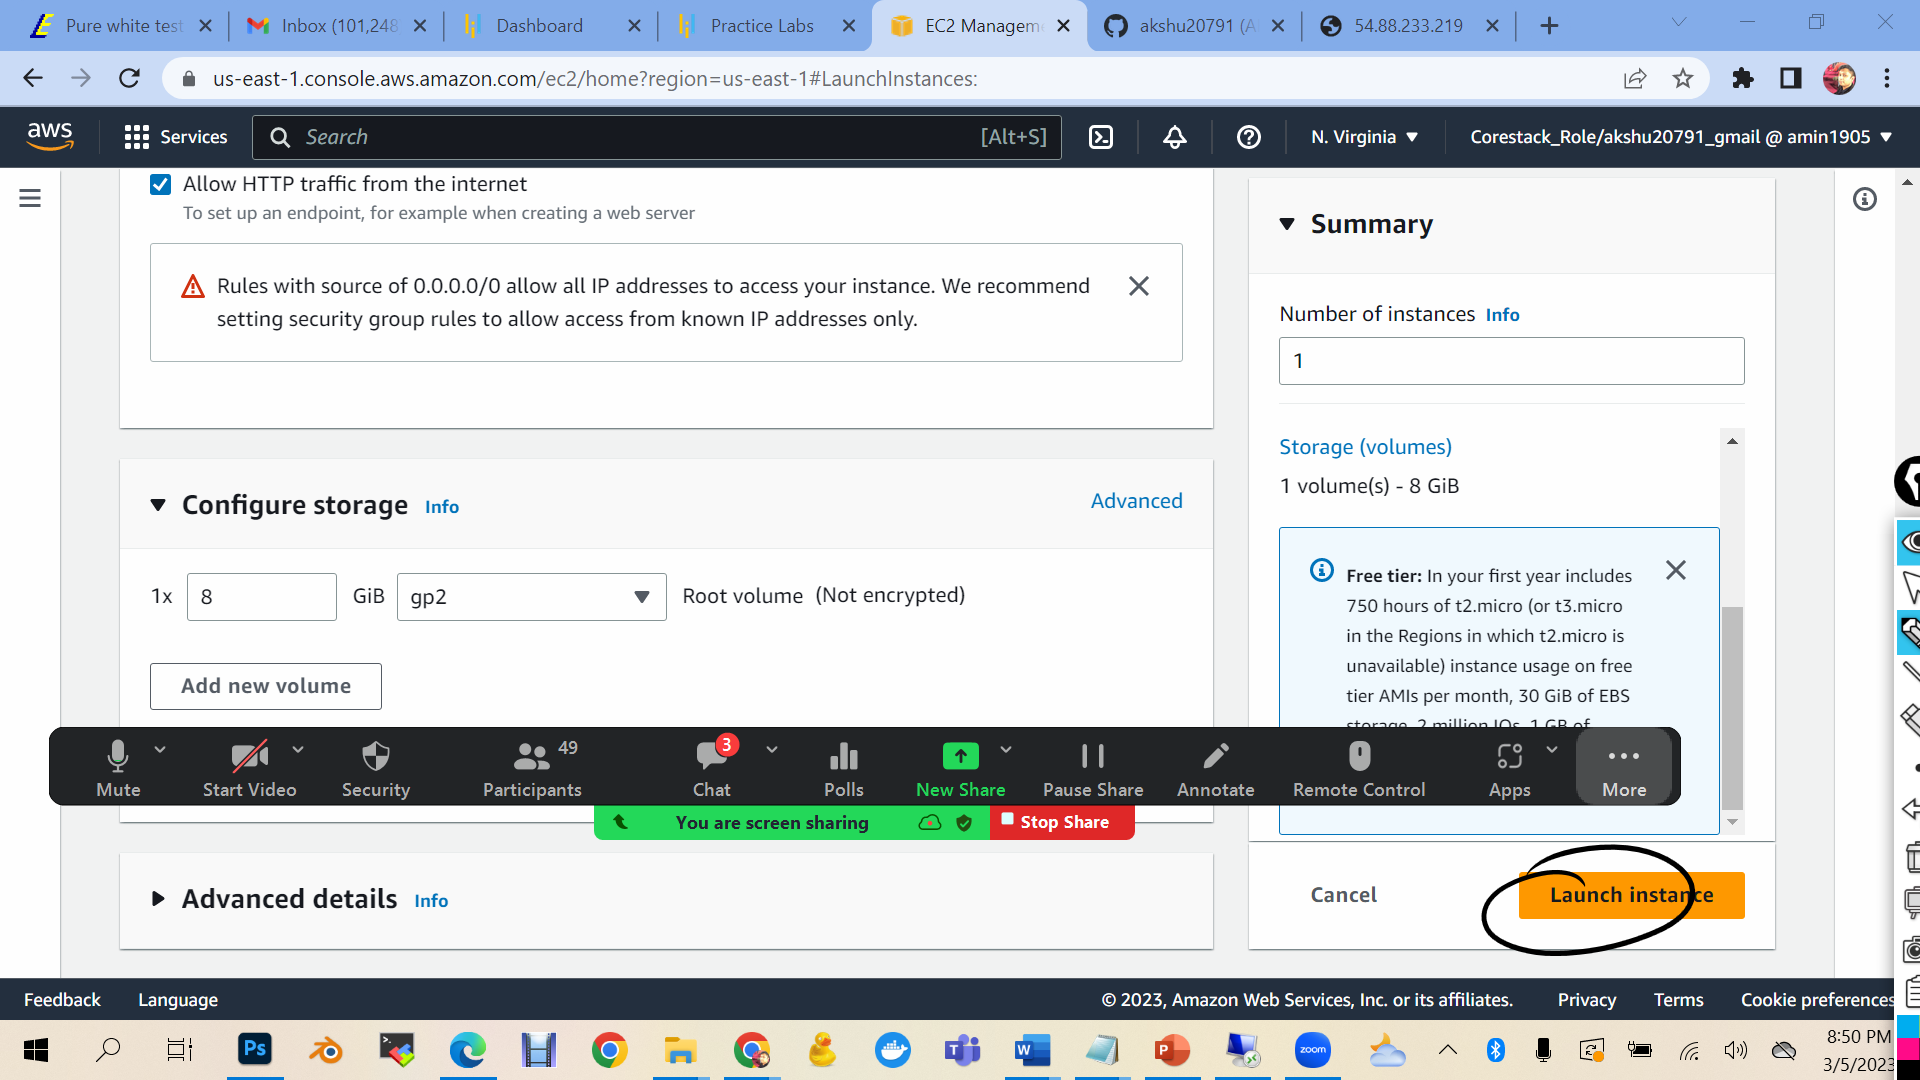 Pure white test
Inbox (101,248
Dashboard
Practice Labs
EC2 Managem
akshu20791 (A
54.88.233.219
us-east-1.console.aws.amazon.com/ec2/home?region=us-east-1#LaunchInstances:
aws
Services
Search
[Alt+S]
N. Virginia
Corestack_Role/akshu20791_gmail @ amin1905
Allow HTTP traffic from the internet
To set up an endpoint, for example when creating a web server
Rules with source of 0.0.0.0/0 allow all IP addresses to access your instance. We recommend
setting security group rules to allow access from known IP addresses only.
Configure storage Info
Advanced
1x 8 GiB gp2 Root volume (Not encrypted)
Add new volume
Summary
Number of instances Info
1
Storage (volumes)
1 volume(s) - 8 GiB
Free tier: In your first year includes
750 hours of t2.micro (or t3.micro
in the Regions in which t2.micro is
unavailable) instance usage on free
tier AMIs per month, 30 GiB of EBS
storage, 2 million IOs, 1 GB of
Mute
Start Video
Security
49
Participants
3
Chat
Polls
New Share
Pause Share
Annotate
Remote Control
Apps
More
You are screen sharing
Stop Share
Advanced details Info
Cancel
Launch instance
Feedback
Language
© 2023, Amazon Web Services, Inc. or its affiliates.
Privacy
Terms
Cookie preferences
Ps
W
P
zoom
8:50 PM
3/5/2023